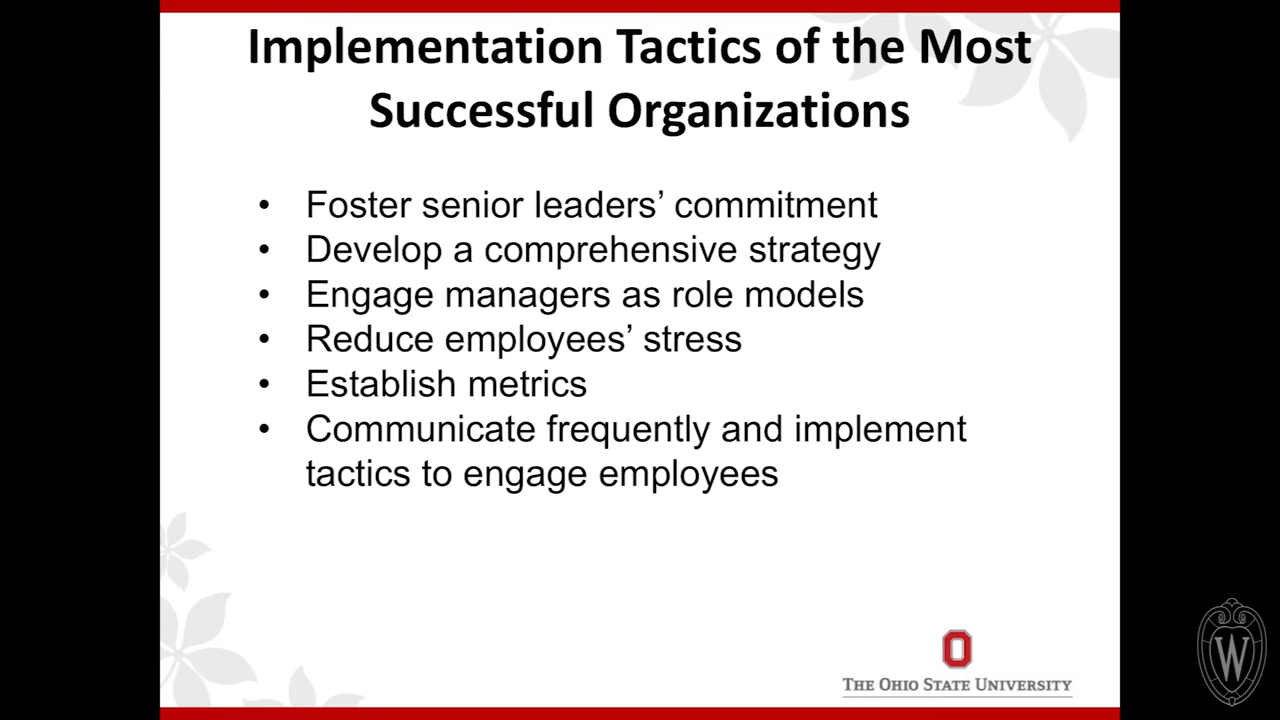 Implementation Tactics of the Most
Successful Organizations
• Foster senior leaders’ commitment
• Develop a comprehensive strategy
• Engage managers as role models
• Reduce employees’ stress
• Establish metrics
• Communicate frequently and implement
tactics to engage employees
O
THE OHIO STATE UNIVERSITY
W